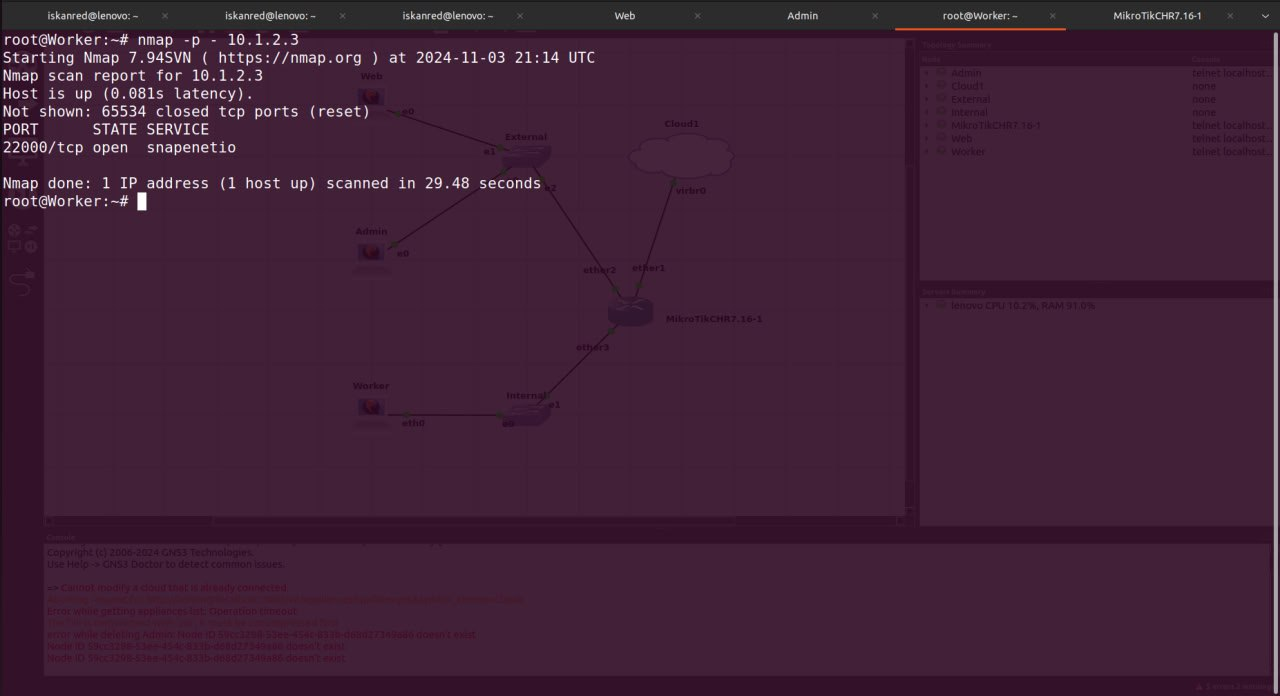 iskanred@lenovo: ~ × iskanred@lenovo: ~ × iskanred@lenovo: ~ × Web × Admin × root@Worker: ~ × MikroTikCHR7.16-1 ×
root@Worker:~# nmap -p - 10.1.2.3
Starting Nmap 7.94SVN ( https://nmap.org ) at 2024-11-03 21:14 UTC
Nmap scan report for 10.1.2.3
Host is up (0.081s latency).
Not shown: 65534 closed tcp ports (reset)
PORT      STATE SERVICE
22000/tcp open  snapenetio
Nmap done: 1 IP address (1 host up) scanned in 29.48 seconds
root@Worker:~#
Web
e0
External
e1
e2
Cloud1
virbr0
Admin
e0
ether2
ether1
MikroTikCHR7.16-1
ether3
Worker
eth0
Internal
e1
e0
Topology Summary
Node Console
Admin telnet localhost...
Cloud1 none
External none
Internal none
MikroTikCHR7.16-1 telnet localhost...
Web telnet localhost...
Worker telnet localhost...
Servers Summary
lenovo CPU 10.2%, RAM 91.0%
Console
Copyright (c) 2006-2024 GNS3 Technologies.
Use Help -> GNS3 Doctor to detect common issues.
=> Cannot modify a cloud that is already connected
Error while getting appliances list: Operation timeout
error while deleting Admin: Node ID 59cc3298-53ee-454c-833b-d68d27349a86 doesn't exist
Node ID 59cc3298-53ee-454c-833b-d68d27349a86 doesn't exist
Node ID 59cc3298-53ee-454c-833b-d68d27349a86 doesn't exist